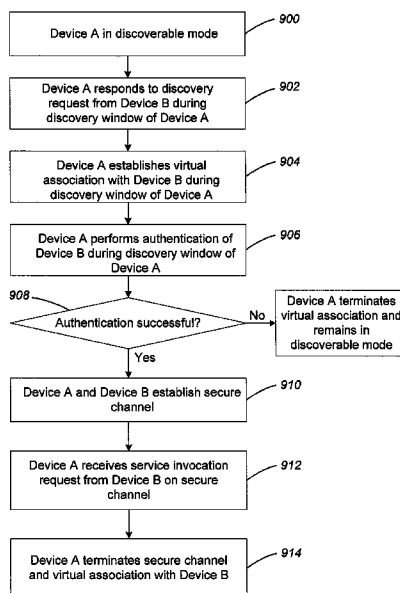 Device A in discoverable mode
900
Device A responds to discovery
request from Device B during
discovery window of Device A
902
Device A establishes virtual
association with Device B during
discovery window of Device A
904
Device A performs authentication of
Device B during discovery window of
Device A
906
908
Authentication successful?
No
Device A terminates
virtual association and
remains in
discoverable mode
Yes
Device A and Device B establish secure
channel
910
Device A receives service invocation
request from Device B on secure
channel
912
Device A terminates secure channel
and virtual association with Device B
914